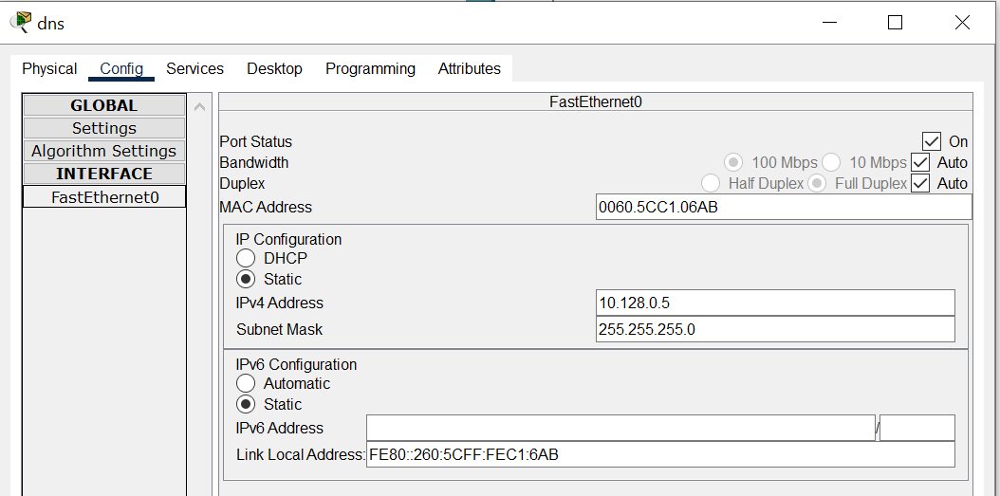 dns
Physical Config Services Desktop Programming Attributes
GLOBAL
Settings
Algorithm Settings
INTERFACE
FastEthernet0
FastEthernet0
Port Status On
Bandwidth 100 Mbps 10 Mbps Auto
Duplex Half Duplex Full Duplex Auto
MAC Address 0060.5CC1.06AB
IP Configuration
DHCP
Static
IPv4 Address 10.128.0.5
Subnet Mask 255.255.255.0
IPv6 Configuration
Automatic
Static
IPv6 Address /
Link Local Address: FE80::260:5CFF:FEC1:6AB